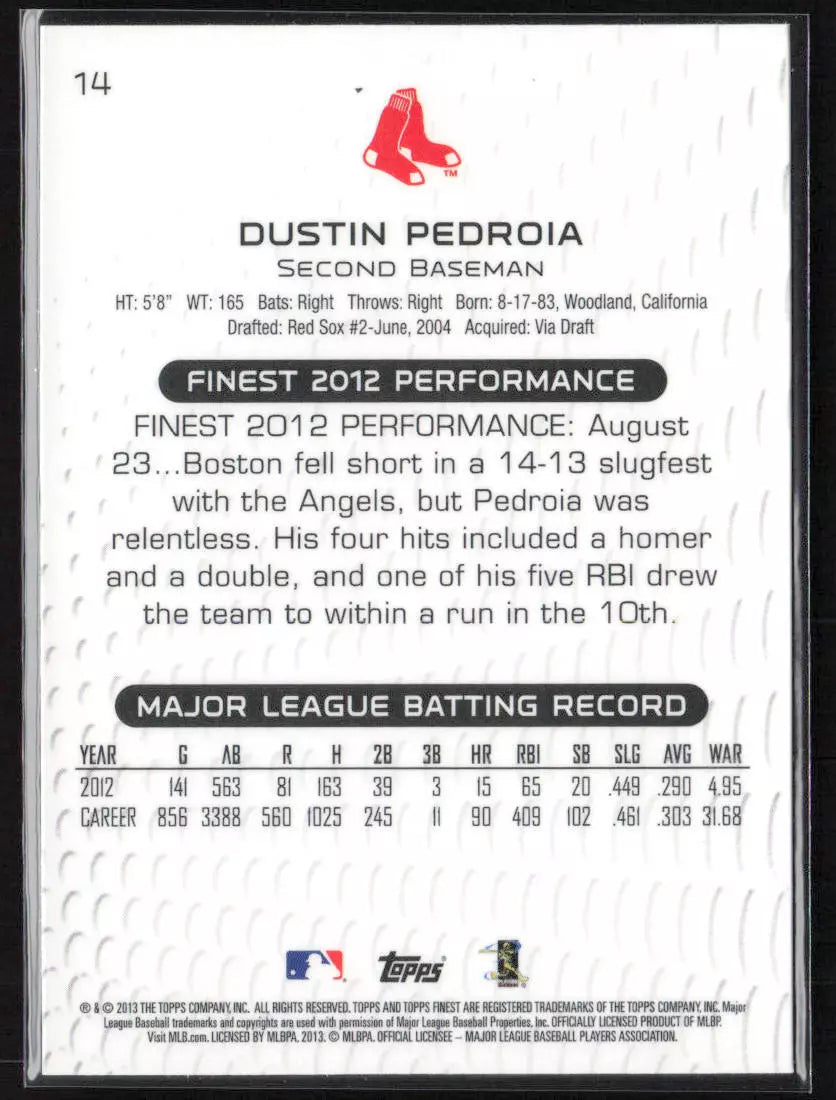 14
TM
DUSTIN PEDROIA
SECOND BASEMAN
HT: 5'8" WT: 165 Bats: Right Throws: Right Born: 8-17-83, Woodland, California
Drafted: Red Sox #2-June, 2004 Acquired: Via Draft
FINEST 2012 PERFORMANCE
FINEST 2012 PERFORMANCE: August
23...Boston fell short in a 14-13 slugfest
with the Angels, but Pedroia was
relentless. His four hits included a homer
and a double, and one of his five RBI drew
the team to within a run in the 10th.
MAJOR LEAGUE BATTING RECORD
YEAR G AB R H 2B 3B HR RBI SB SLG AVG WAR
2012 141 563 81 163 39 3 15 65 20 .449 .290 4.95
CAREER 856 3388 560 1025 245 11 90 409 102 .461 .303 31.68
Topps
® & © 2013 THE TOPPS COMPANY, INC. ALL RIGHTS RESERVED. TOPPS AND TOPPS FINEST ARE REGISTERED TRADEMARKS OF THE TOPPS COMPANY, INC. Major
League Baseball trademarks and copyrights are used with permission of Major League Baseball Properties, Inc. OFFICIALLY LICENSED PRODUCT OF MLBP.
Visit MLB.com. LICENSED BY MLBPA, 2013. © MLBPA. OFFICIAL LICENSEE – MAJOR LEAGUE BASEBALL PLAYERS ASSOCIATION.